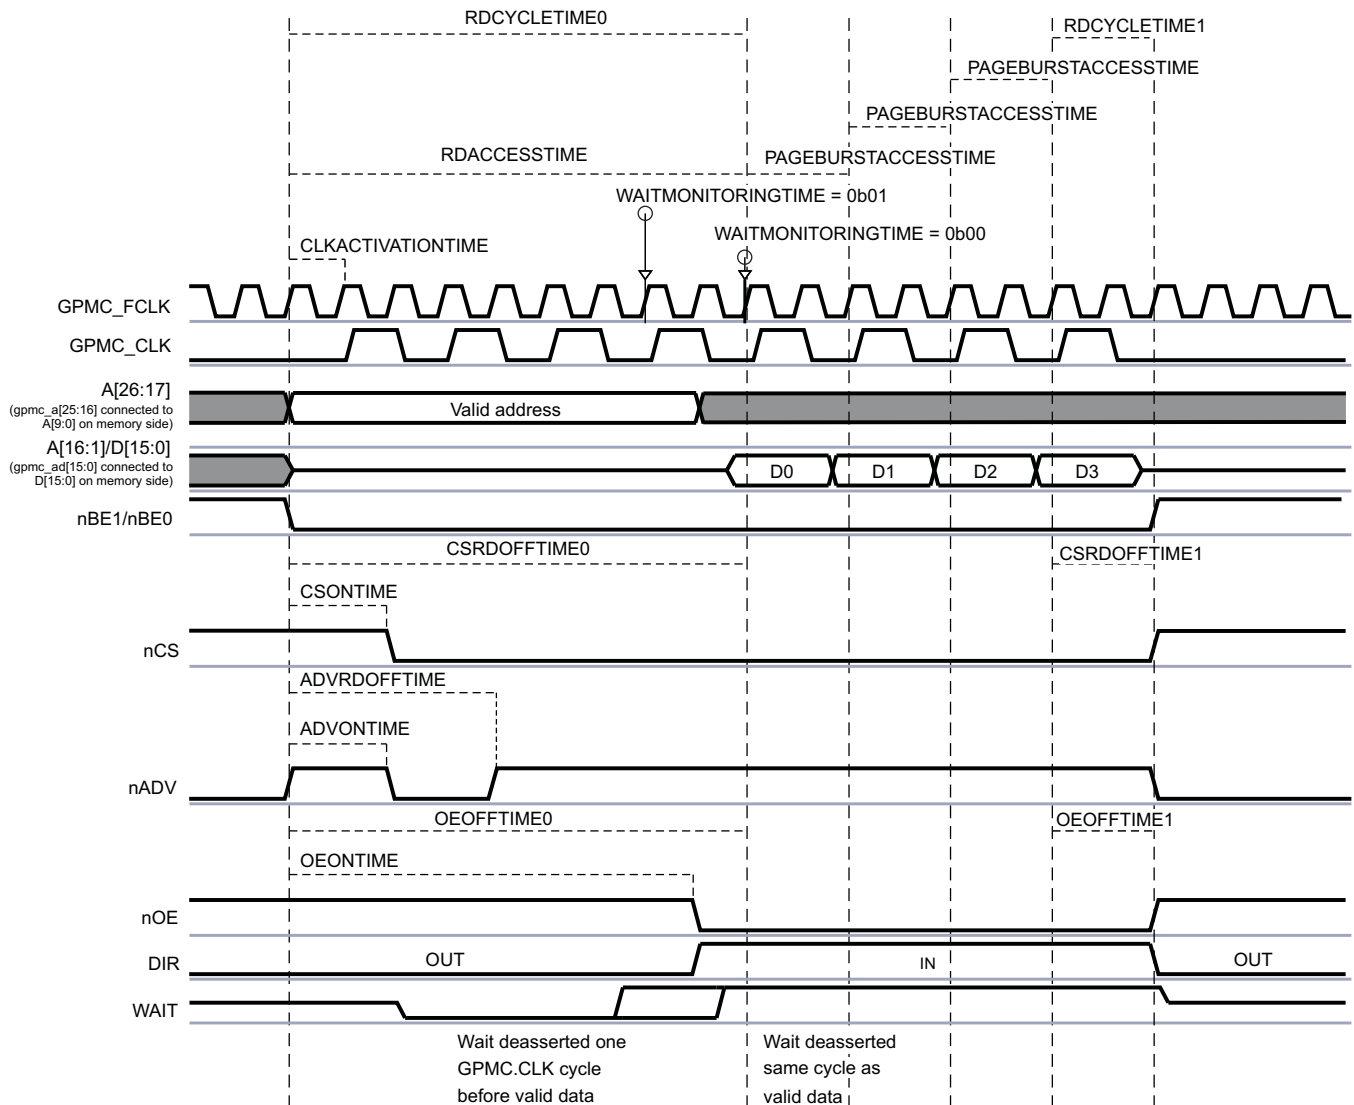 RDCYCLETIME0
RDCYCLETIME1
PAGEBURSTACCESSTIME
PAGEBURSTACCESSTIME
RDACCESSTIME
PAGEBURSTACCESSTIME
WAITMONITORINGTIME = 0b01
WAITMONITORINGTIME = 0b00
CLKACTIVATIONTIME
GPMC_FCLK
GPMC_CLK
A[26:17]
(gpmc_a[25:16] connected to
A[9:0] on memory side)
Valid address
A[16:1]/D[15:0]
(gpmc_ad[15:0] connected to
D[15:0] on memory side)
D0
D1
D2
D3
nBE1/nBE0
CSRDOFFTIME0
CSRDOFFTIME1
CSONTIME
nCS
ADVRDOFFTIME
ADVONTIME
nADV
OEOFFTIME0
OEOFFTIME1
OEONTIME
nOE
DIR
OUT
IN
OUT
WAIT
Wait deasserted one
GPMC.CLK cycle
before valid data
Wait deasserted
same cycle as
valid data